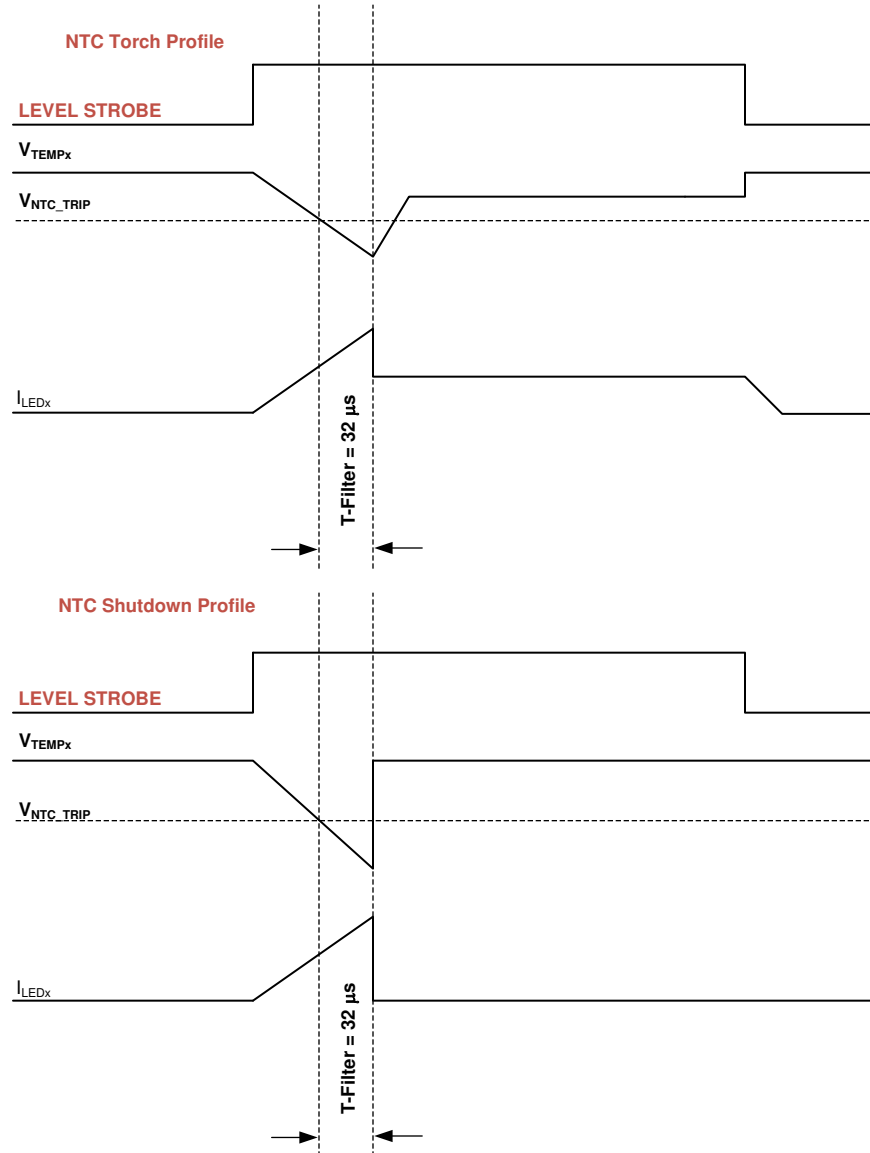 NTC Torch Profile
LEVEL STROBE
VTEMPx
VNTC_TRIP
ILEDx
T-Filter = 32 µs
NTC Shutdown Profile
LEVEL STROBE
VTEMPx
VNTC_TRIP
ILEDx
T-Filter = 32 µs